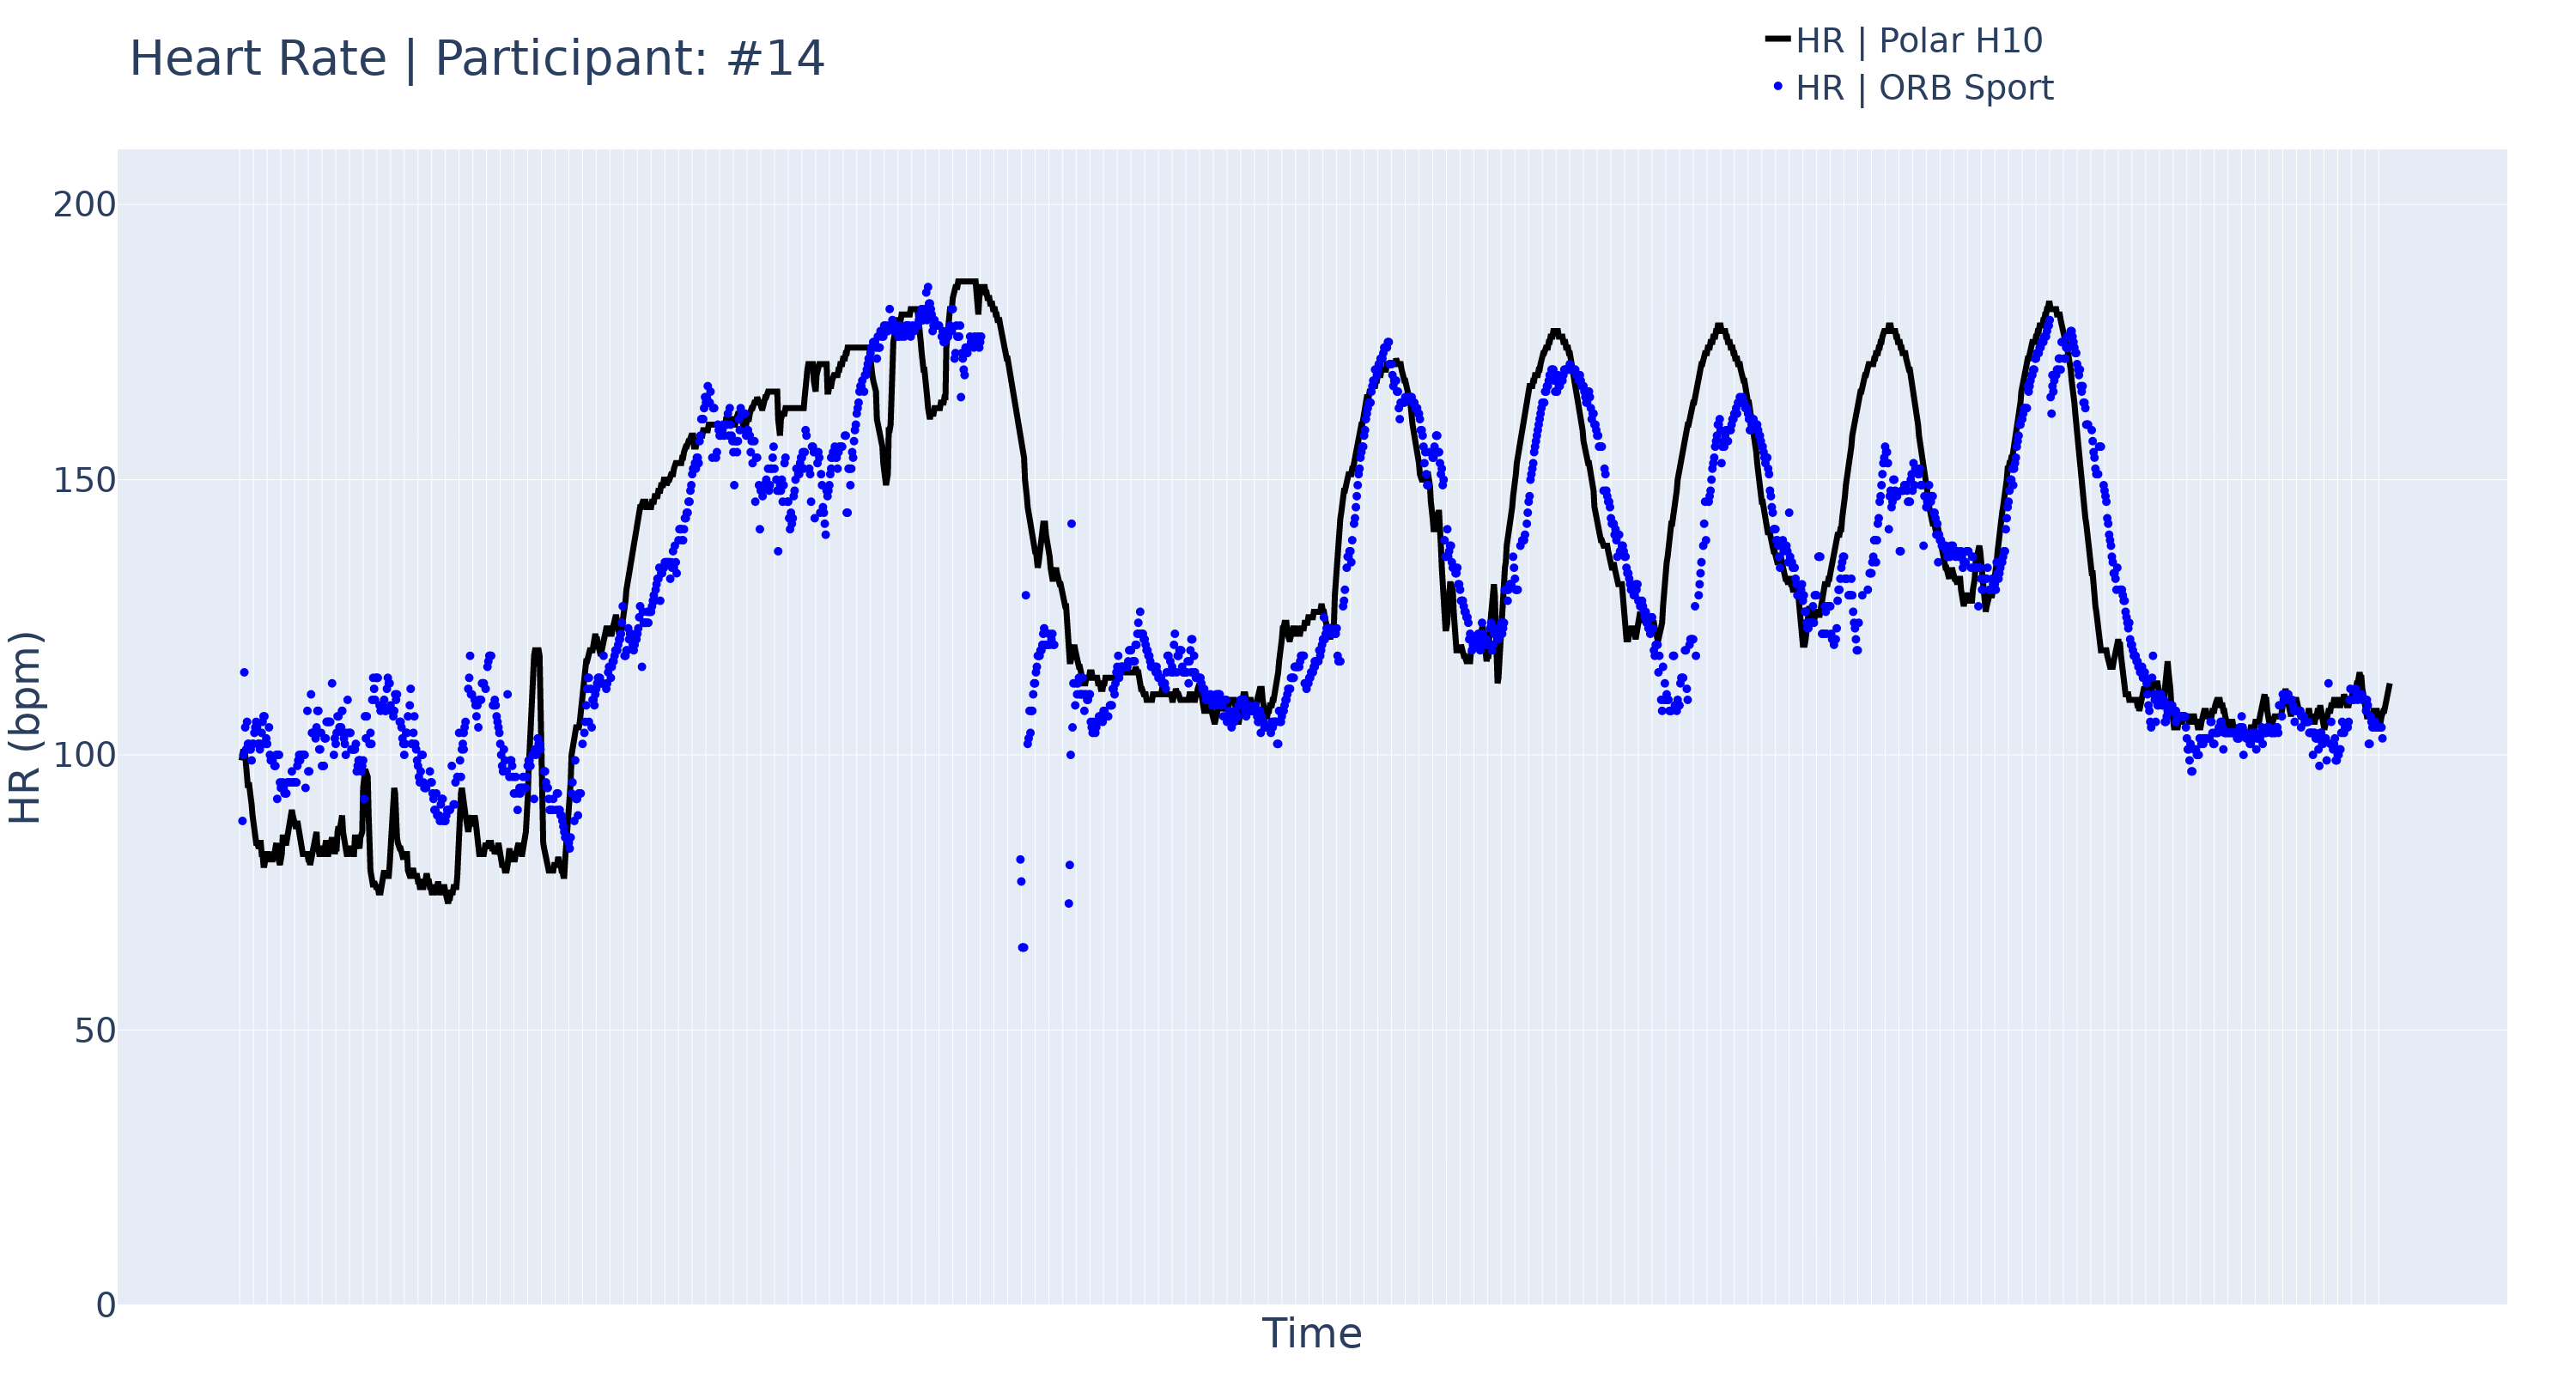 Heart Rate | Participant: #14
HR | Polar H10
HR | ORB Sport
200
150
100
50
0
HR (bpm)
Time